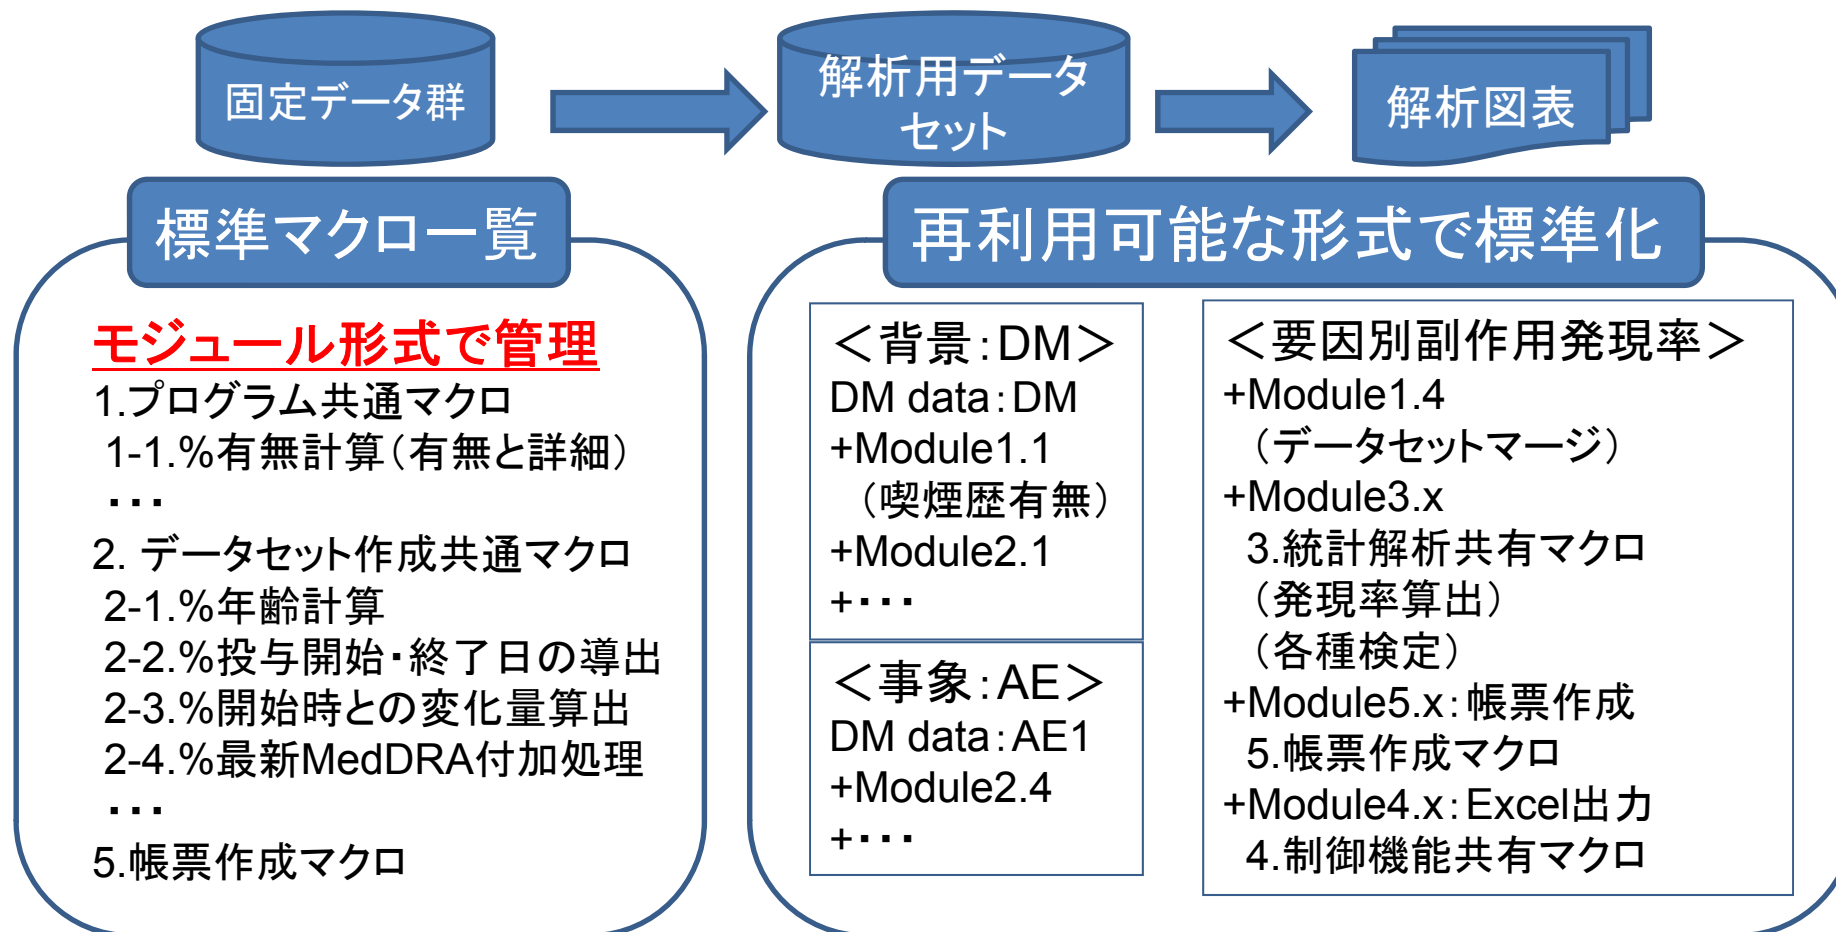 固定データ群
解析用データ
セット
解析図表
標準マクロ一覧
モジュール形式で管理
1.プログラム共通マクロ
1-1.%有無計算（有無と詳細）
・・・
2. データセット作成共通マクロ
2-1.%年齢計算
2-2.%投与開始・終了日の導出
2-3.%開始時との変化量算出
2-4.%最新MedDRA付加処理
・・・
5.帳票作成マクロ
再利用可能な形式で標準化
＜背景：DM＞
DM data：DM
+Module1.1
（喫煙歴有無）
+Module2.1
+・・・
＜事象：AE＞
DM data：AE1
+Module2.4
+・・・
＜要因別副作用発現率＞
+Module1.4
（データセットマージ）
+Module3.x
3.統計解析共有マクロ
（発現率算出）
（各種検定）
+Module5.x：帳票作成
5.帳票作成マクロ
+Module4.x：Excel出力
4.制御機能共有マクロ